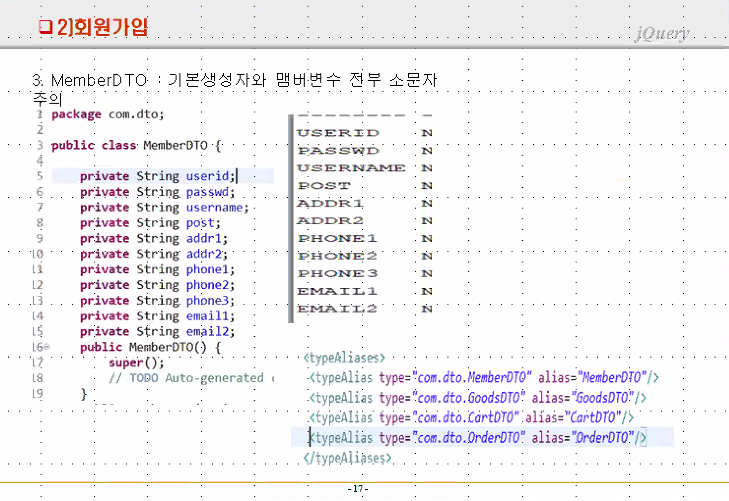 ❑ 2)회원가입
jQuery
3. MemberDTO : 기본생성자와 맴버변수 전부 소문자
주의
1 package com.dto;
2
3 public class MemberDTO {
4
5 private String userid;
6 private String passwd;
7 private String username;
8 private String post;
9 private String addr1;
10 private String addr2;
11 private String phone1;
12 private String phone2;
13 private String phone3;
14 private String email1;
15 private String email2;
16 public MemberDTO() {
17 super();
18 // TODO Auto-generated
19 }
USERID N
PASSWD N
USERNAME N
POST N
ADDR1 N
ADDR2 N
PHONE1 N
PHONE2 N
PHONE3 N
EMAIL1 N
EMAIL2 N
<typeAliases>
<typeAlias type="com.dto.MemberDTO" alias="MemberDTO"/>
<typeAlias type="com.dto.GoodsDTO" alias="GoodsDTO"/>
<typeAlias type="com.dto.CartDTO" alias="CartDTO"/>
<typeAlias type="com.dto.OrderDTO" alias="OrderDTO"/>
</typeAliases>
-17-